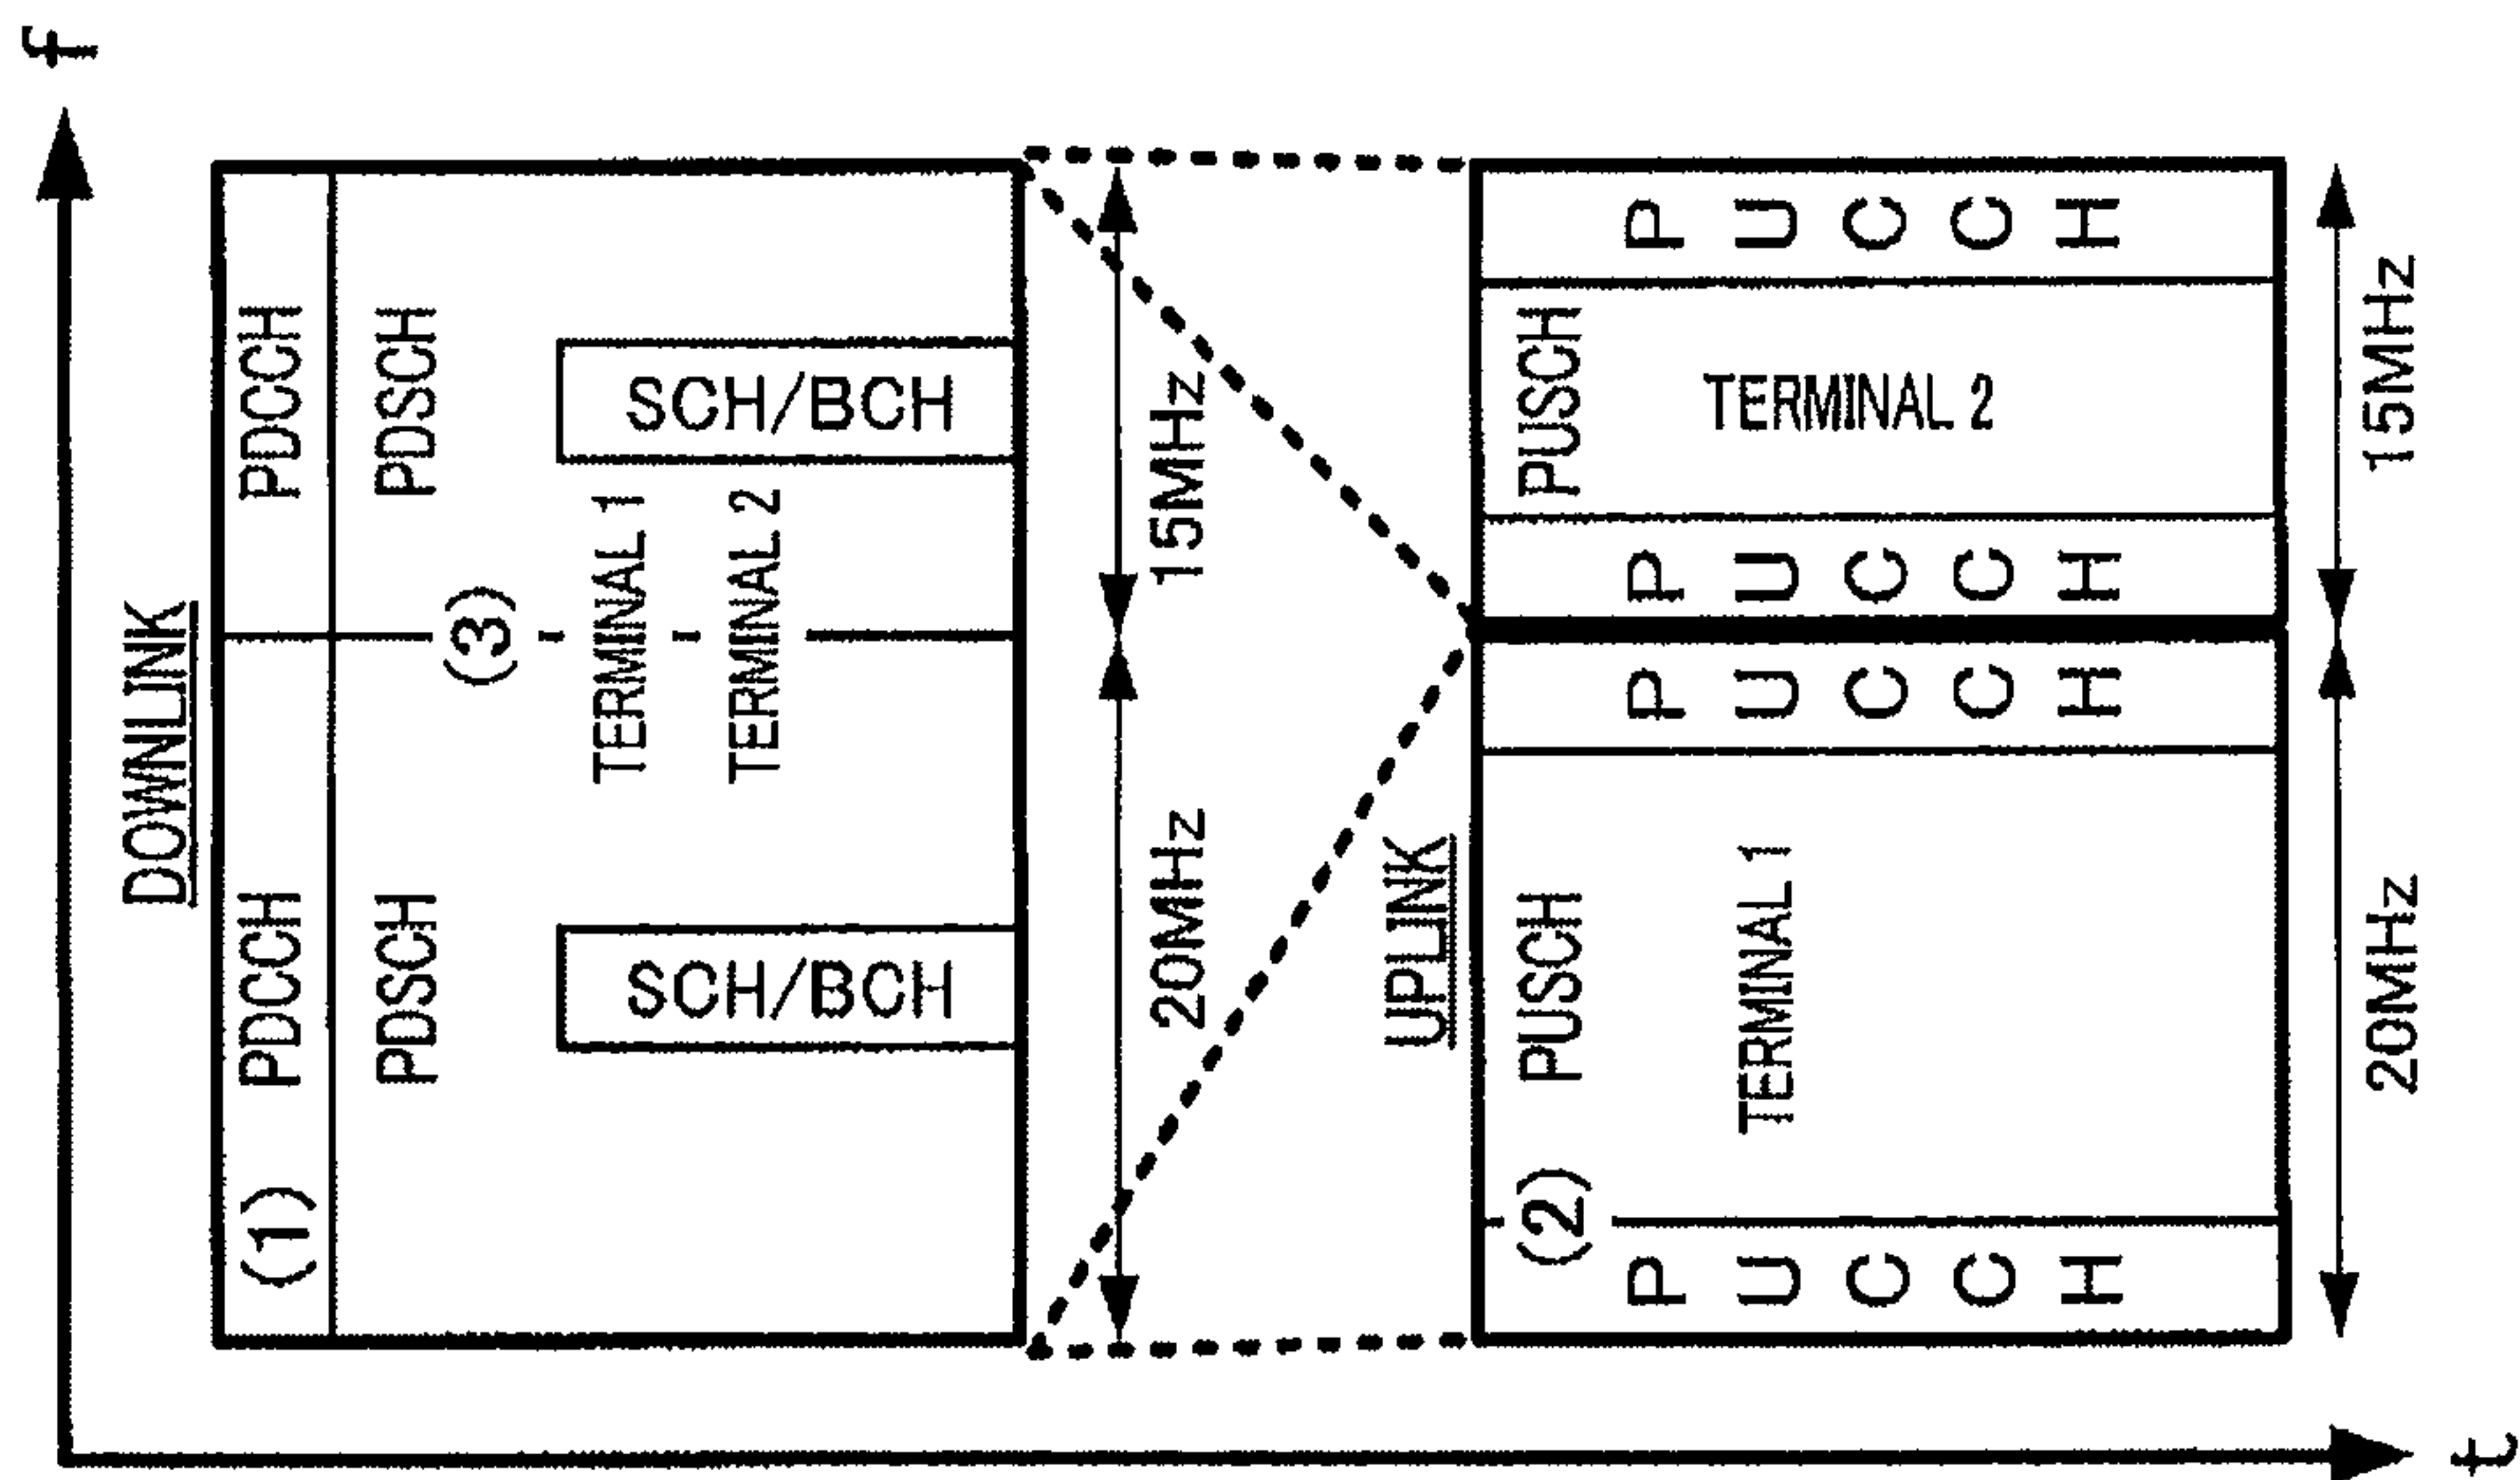 f
DOWNLINK
(1) PDCCH
PDCCH
PDSCH
PDSCH
(3)
TERMINAL 1
TERMINAL 2
SCH/BCH
SCH/BCH
20MHz
15MHz
UPLINK
(2) PUSCH
PUSCH
PUCCH
TERMINAL 1
PUCCH
PUCCH
TERMINAL 2
PUCCH
20MHz
15MHz
t